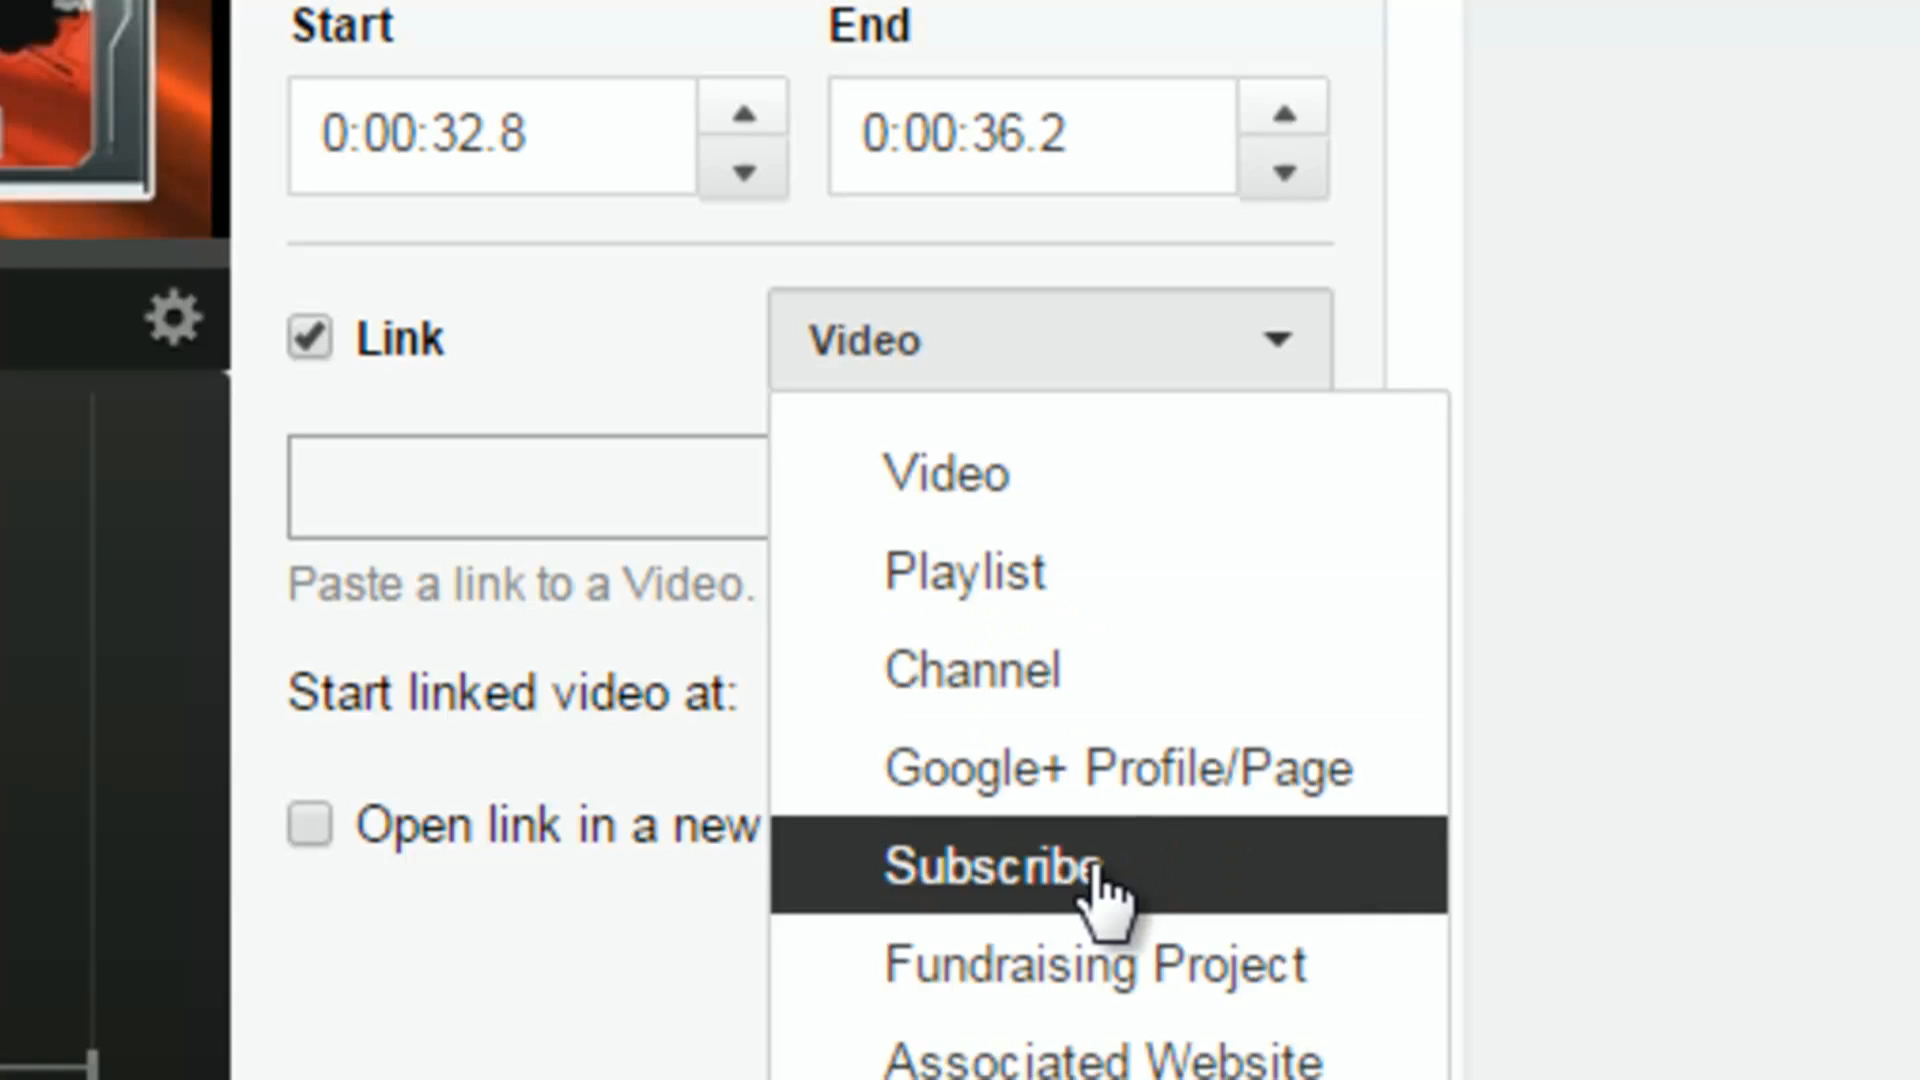 Start End
0:00:32.8 0:00:36.2
Link Video
Video
Playlist
Paste a link to a Video.
Channel
Start linked video at:
Google+ Profile/Page
Open link in a new
Subscribe
Fundraising Project
Associated Website